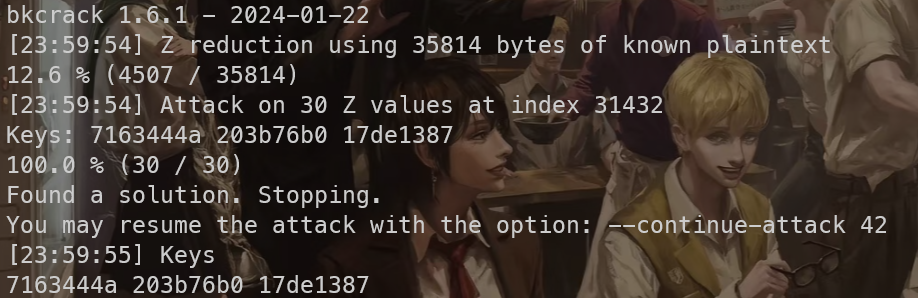 bkcrack 1.6.1 - 2024-01-22
[23:59:54] Z reduction using 35814 bytes of known plaintext
12.6 % (4507 / 35814)
[23:59:54] Attack on 30 Z values at index 31432
Keys: 7163444a 203b76b0 17de1387
100.0 % (30 / 30)
Found a solution. Stopping.
You may resume the attack with the option: --continue-attack 42
[23:59:55] Keys
7163444a 203b76b0 17de1387